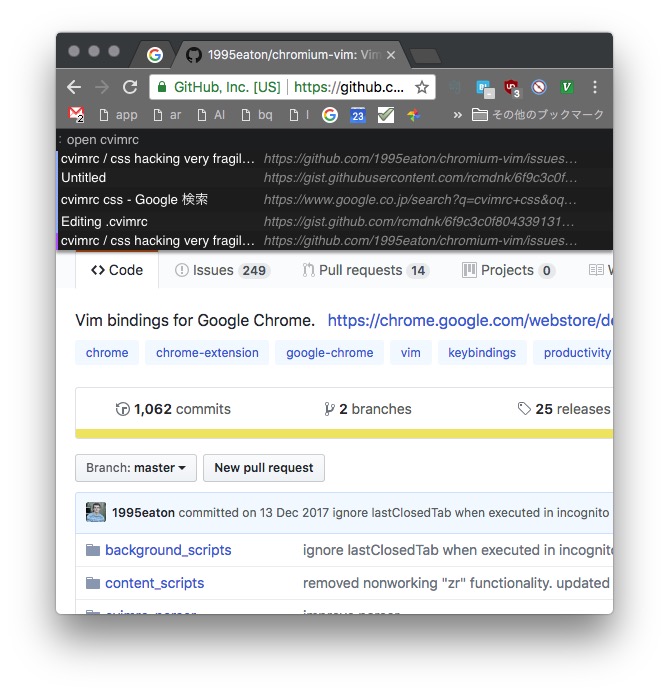 1995eaton/chromium-vim: Vim
GitHub, Inc. [US] https://github.c...
2 3
app ar AI bq l 23 » その他のブックマーク
: open cvimrc
cvimrc / css hacking very fragil... https://github.com/1995eaton/chromium-vim/issues...
Untitled https://gist.githubusercontent.com/rcmdnk/6f9c3c0f...
cvimrc css - Google 検索 https://www.google.co.jp/search?q=cvimrc+css&oq...
Editing .cvimrc https://gist.github.com/rcmdnk/6f9c3c0f804339131...
cvimrc / css hacking very fragil... https://github.com/1995eaton/chromium-vim/issues...
<> Code Issues 249 Pull requests 14 Projects 0
Vim bindings for Google Chrome. https://chrome.google.com/webstore/de
chrome chrome-extension google-chrome vim keybindings productivity
1,062 commits 2 branches 25 releases
Branch: master New pull request
1995eaton committed on 13 Dec 2017 ignore lastClosedTab when executed in incognito
background_scripts ignore lastClosedTab when executed in incognito
content_scripts removed nonworking "zr" functionality. updated